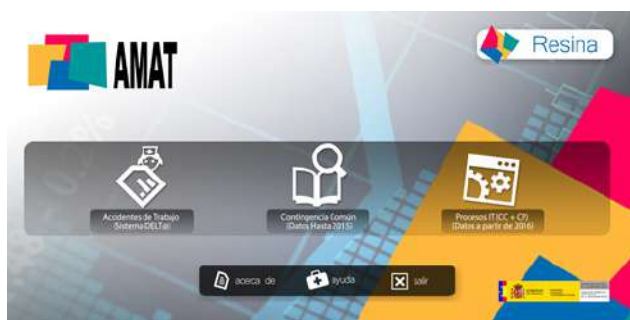 AMAT
Resina
Accidentes de Trabajo
(Sistema DELT@)
Contingencia Común
(Datos Hasta 2015)
Procesos IT (CC + CP)
(Datos a partir de 2016)
acerca de
ayuda
salir